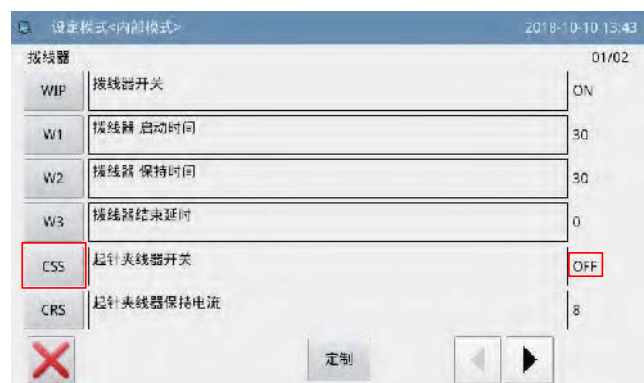 设定模式<内部模式> 2018-10-10 13:43
拨线器 01/02
WIP 拨线器开关 ON
W1 拨线器 启动时间 30
W2 拨线器 保持时间 30
W3 拨线器结束延时 0
CSS 起针夹线器开关 OFF
CRS 起针夹线器保持电流 8
定制